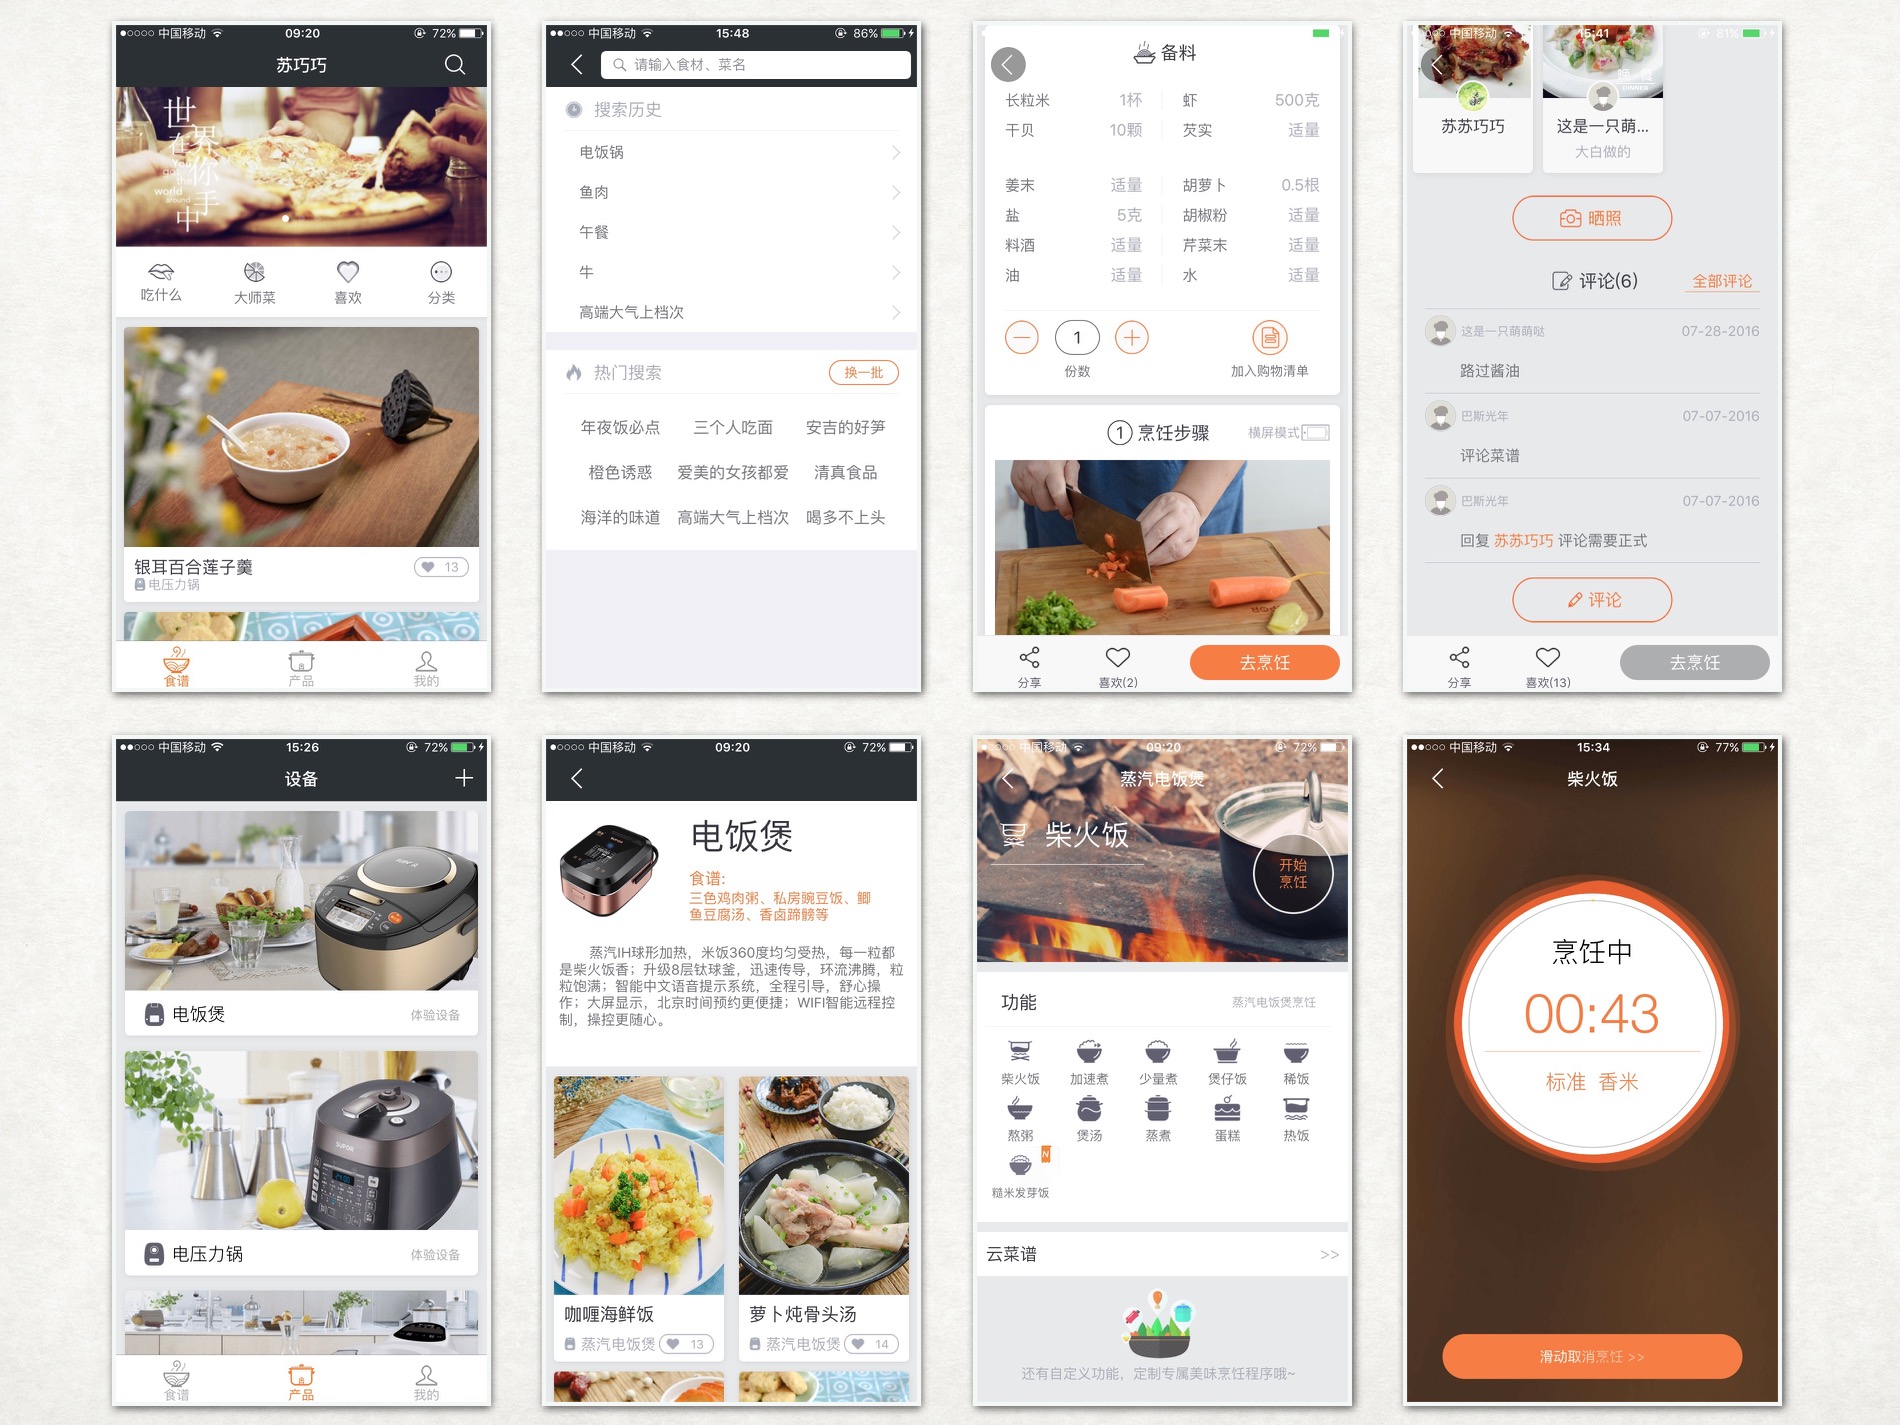 中国移动 09:20 72%
苏巧巧
世界在你手中
You
the
world
around
吃什么 大师菜 喜欢 分类
银耳百合莲子羹 13
电压力锅
食谱 产品 我的
中国移动 15:48 86%
请输入食材、菜名
搜索历史
电饭锅
鱼肉
午餐
牛
高端大气上档次
热门搜索 换一批
年夜饭必点 三个人吃面 安吉的好笋
橙色诱惑 爱美的女孩都爱 清真食品
海洋的味道 高端大气上档次 喝多不上头
备料
长粒米 1杯 虾 500克
干贝 10颗 芡实 适量
姜末 适量 胡萝卜 0.5根
盐 5克 胡椒粉 适量
料酒 适量 芹菜末 适量
油 适量 水 适量
1
份数 加入购物清单
1 烹饪步骤 横屏模式
分享 喜欢(2) 去烹饪
中国移动 15:41 81%
晚食
DINNER
苏苏巧巧 这是一只萌...
大白做的
晒照
评论(6) 全部评论
这是一只萌萌哒 07-28-2016
路过酱油
巴斯光年 07-07-2016
评论菜谱
巴斯光年 07-07-2016
回复 苏苏巧巧 评论需要正式
评论
分享 喜欢(13) 去烹饪
中国移动 15:26 72%
设备
电饭煲 体验设备
SUPOR
电压力锅 体验设备
食谱 产品 我的
中国移动 09:20 72%
电饭煲
食谱:
三色鸡肉粥、私房豌豆饭、鲫
鱼豆腐汤、香卤蹄髈等
蒸汽IH球形加热，米饭360度均匀受热，每一粒都
是柴火饭香；升级8层钛球釜，迅速传导，环流沸腾，粒
粒饱满；智能中文语音提示系统，全程引导，舒心操
作；大屏显示，北京时间预约更便捷；WIFI智能远程控
制，操控更随心。
咖喱海鲜饭 萝卜炖骨头汤
蒸汽电饭煲 13 蒸汽电饭煲 14
中国移动 09:20 72%
蒸汽电饭煲
柴火饭
开始
烹饪
功能 蒸汽电饭煲烹饪
柴火饭 加速煮 少量煮 煲仔饭 稀饭
熬粥 煲汤 蒸煮 蛋糕 热饭
N
糙米发芽饭
云菜谱 >>
还有自定义功能，定制专属美味烹饪程序哦~
中国移动 15:34 77%
柴火饭
烹饪中
00:43
标准 香米
滑动取消烹饪 >>